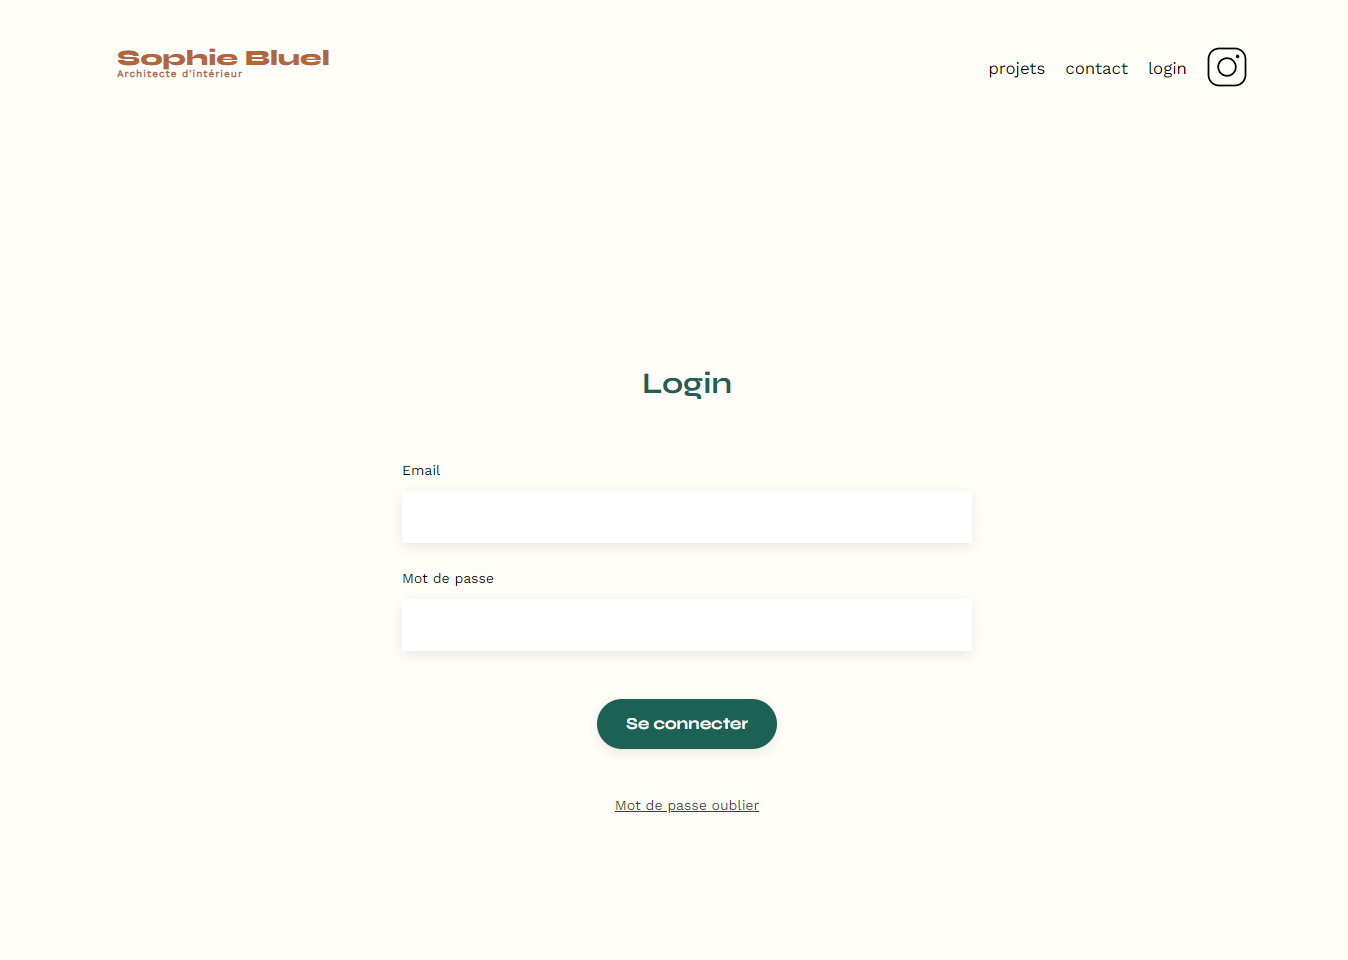 Sophie Bluel
Architecte d'intérieur
projets contact login
Login
Email
Mot de passe
Se connecter
Mot de passe oublier